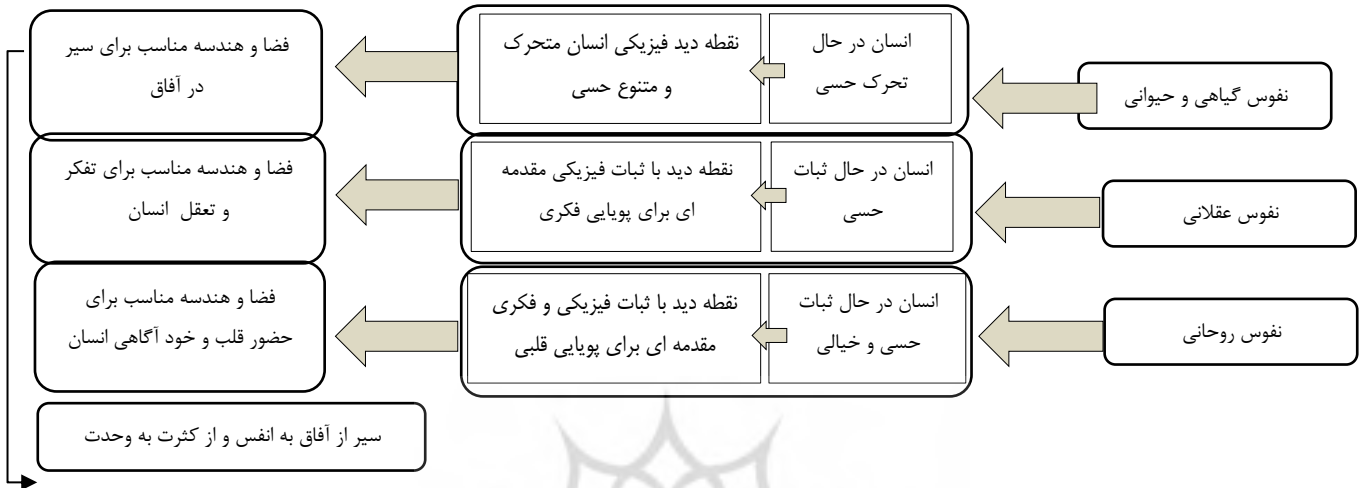 نفوس گیاهی و حیوانی
انسان در حال
تحرک حسی
نقطه دید فیزیکی انسان متحرک
و متنوع حسی
فضا و هندسه مناسب برای سیر
در آفاق
نفوس عقلانی
انسان در حال ثبات
حسی
نقطه دید با ثبات فیزیکی مقدمه
ای برای پویایی فکری
فضا و هندسه مناسب برای تفکر
و تعقل انسان
نفوس روحانی
انسان در حال ثبات
حسی و خیالی
نقطه دید با ثبات فیزیکی و فکری
مقدمه ای برای پویایی قلبی
فضا و هندسه مناسب برای
حضور قلب و خود آگاهی انسان
سیر از آفاق به انفس و از کثرت به وحدت